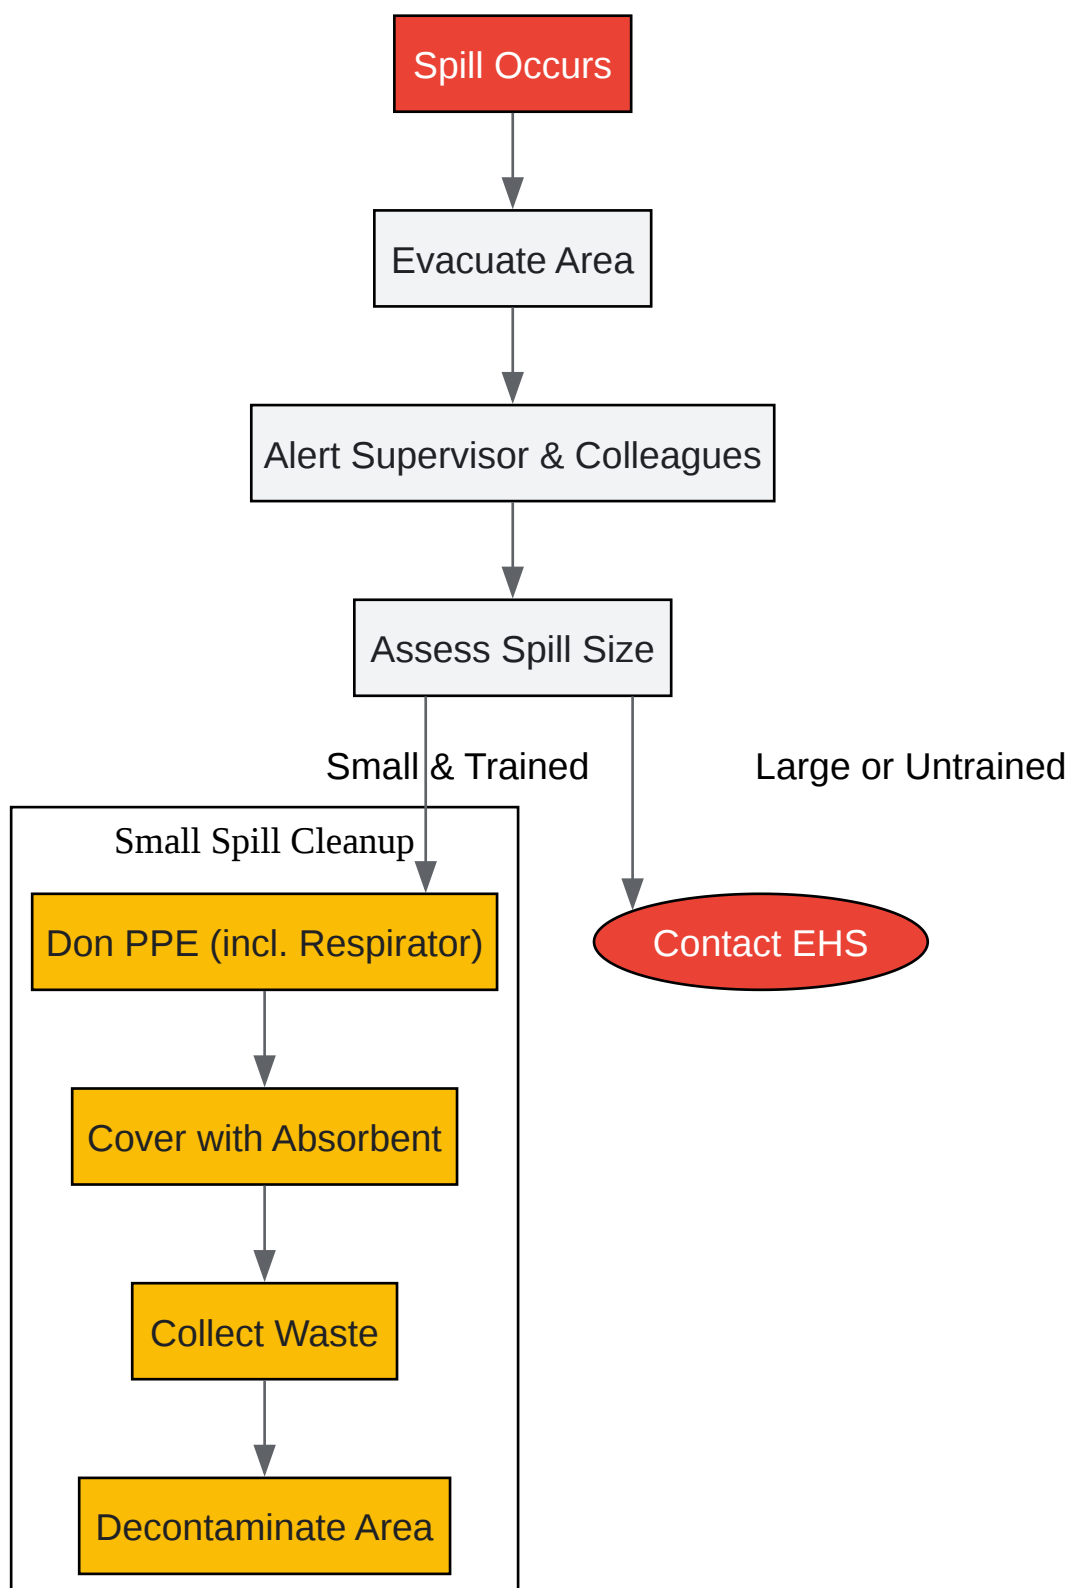 Spill Occurs
Evacuate Area
Alert Supervisor & Colleagues
Assess Spill Size
Small & Trained
Large or Untrained
Small Spill Cleanup
Don PPE (incl. Respirator)
Contact EHS
Cover with Absorbent
Collect Waste
Decontaminate Area